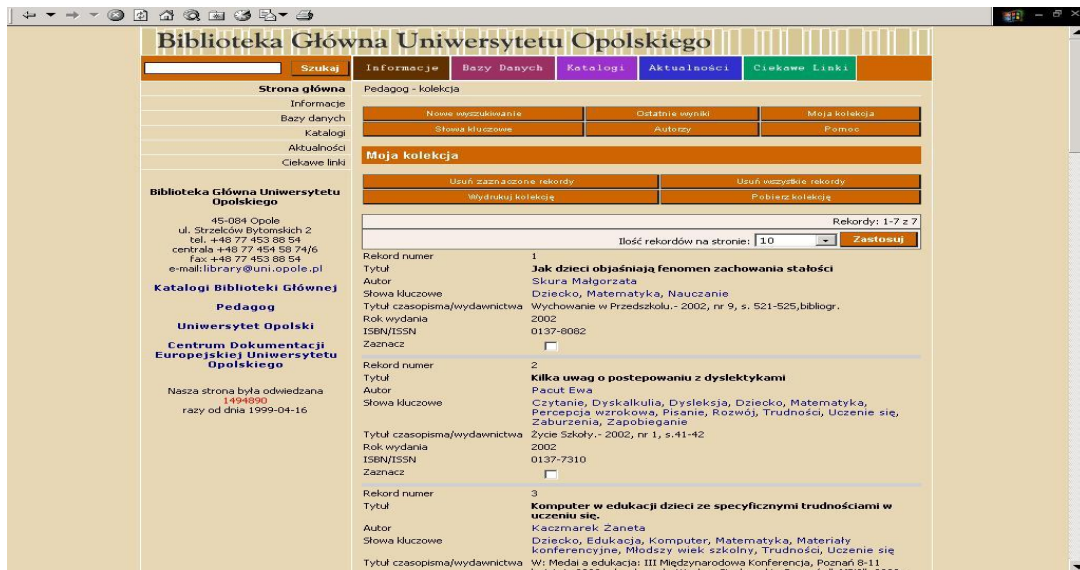 Biblioteka Główna Uniwersytetu Opolskiego
Szukaj
Informacje
Bazy Danych
Katalogi
Aktualności
Ciekawe Linki
Strona główna
Informacje
Bazy danych
Katalogi
Aktualności
Ciekawe linki
Biblioteka Główna Uniwersytetu
Opolskiego
45-084 Opole
ul. Strzelców Bytomskich 2
tel. +48 77 453 88 54
centrala +48 77 454 58 74/6
fax +48 77 453 88 54
e-mail:library@uni.opole.pl
Katalogi Biblioteki Głównej
Pedagog
Uniwersytet Opolski
Centrum Dokumentacji
Europejskiej Uniwersytetu
Opolskiego
Nasza strona była odwiedzana
1494890
razy od dnia 1999-04-16
Pedagog - kolekcja
Nowe wyszukiwanie Ostatnie wyniki Moja kolekcja
Słowa kluczowe Autorzy Pomoc
Moja kolekcja
Usuń zaznaczone rekordy Usuń wszystkie rekordy
Wydrukuj kolekcję Pobierz kolekcję
Rekordy: 1-7 z 7
Ilość rekordów na stronie: 10 Zastosuj
Rekord numer 1
Tytuł Jak dzieci objaśniają fenomen zachowania stałości
Autor Skura Małgorzata
Słowa kluczowe Dziecko, Matematyka, Nauczanie
Tytuł czasopisma/wydawnictwa Wychowanie w Przedszkolu.- 2002, nr 9, s. 521-525,bibliogr.
Rok wydania 2002
ISBN/ISSN 0137-8082
Zaznacz
Rekord numer 2
Tytuł Kilka uwag o postepowaniu z dyslektykami
Autor Pacut Ewa
Słowa kluczowe Czytanie, Dyskalkulia, Dysleksja, Dziecko, Matematyka,
Percepcja wzrokowa, Pisanie, Rozwój, Trudności, Uczenie się,
Zaburzenia, Zapobieganie
Tytuł czasopisma/wydawnictwa Życie Szkoły.- 2002, nr 1, s.41-42
Rok wydania 2002
ISBN/ISSN 0137-7310
Zaznacz
Rekord numer 3
Tytuł Komputer w edukacji dzieci ze specyficznymi trudnościami w
uczeniu się.
Autor Kaczmarek Żaneta
Słowa kluczowe Dziecko, Edukacja, Komputer, Matematyka, Materiały
konferencyjne, Młodszy wiek szkolny, Trudności, Uczenie się
Tytuł czasopisma/wydawnictwa W: Medai a edukacja: III Międzynarodowa Konferencja, Poznań 8-11